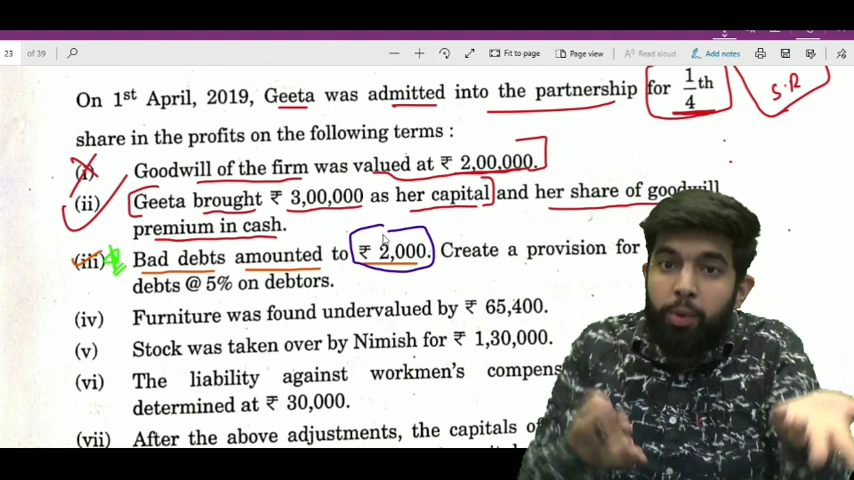 23 of 39
Fit to page Page view Read aloud Add notes
On 1st April, 2019, Geeta was admitted into the partnership for 1/4 th
S.R
share in the profits on the following terms :
(i) Goodwill of the firm was valued at ₹ 2,00,000.
(ii) Geeta brought ₹ 3,00,000 as her capital and her share of goodwill
premium in cash.
(iii) Bad debts amounted to ₹ 2,000. Create a provision for
debts @ 5% on debtors.
(iv) Furniture was found undervalued by ₹ 65,400.
(v) Stock was taken over by Nimish for ₹ 1,30,000.
(vi) The liability against workmen's compens
determined at ₹ 30,000.
(vii) After the above adjustments, the capitals of